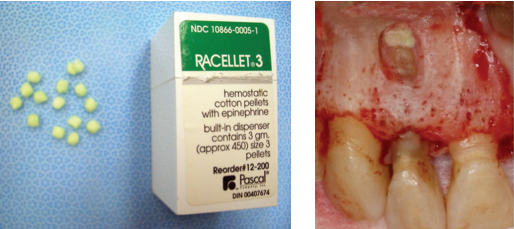 NDC 10866-0005-1
RACELLET® 3
hemostatic
cotton pellets
with epinephrine
built-in dispenser
contains 3 gm,
(approx 450) size 3
pellets
Reorder#12-200
Pascal®
DIN 00407674